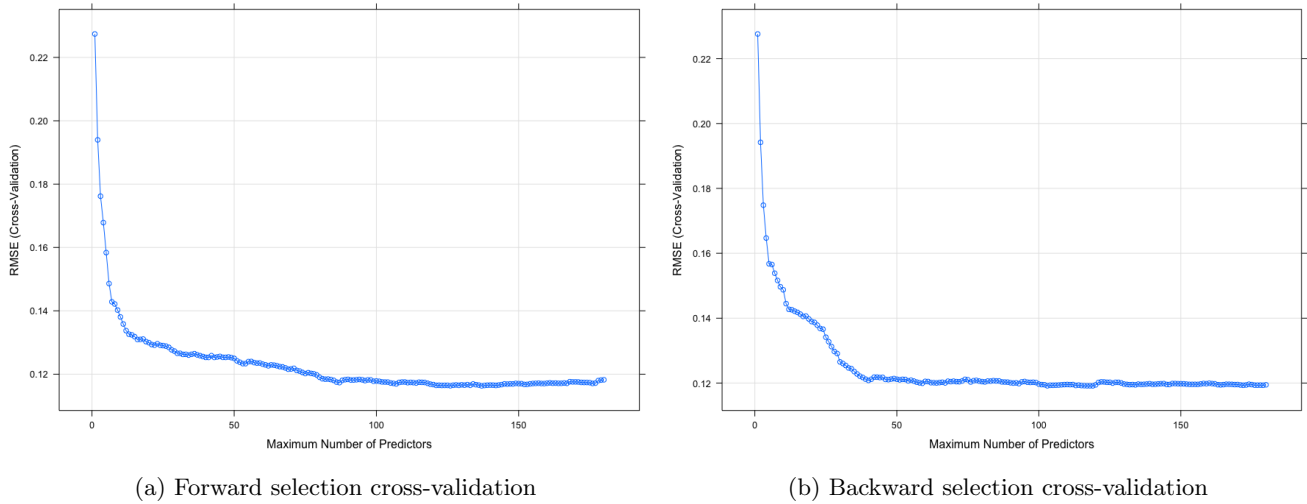 0.22
0.20
0.18
0.16
0.14
0.12
RMSE (Cross-Validation)
0 50 100 150
Maximum Number of Predictors
(a) Forward selection cross-validation
0.22
0.20
0.18
0.16
0.14
0.12
RMSE (Cross-Validation)
0 50 100 150
Maximum Number of Predictors
(b) Backward selection cross-validation